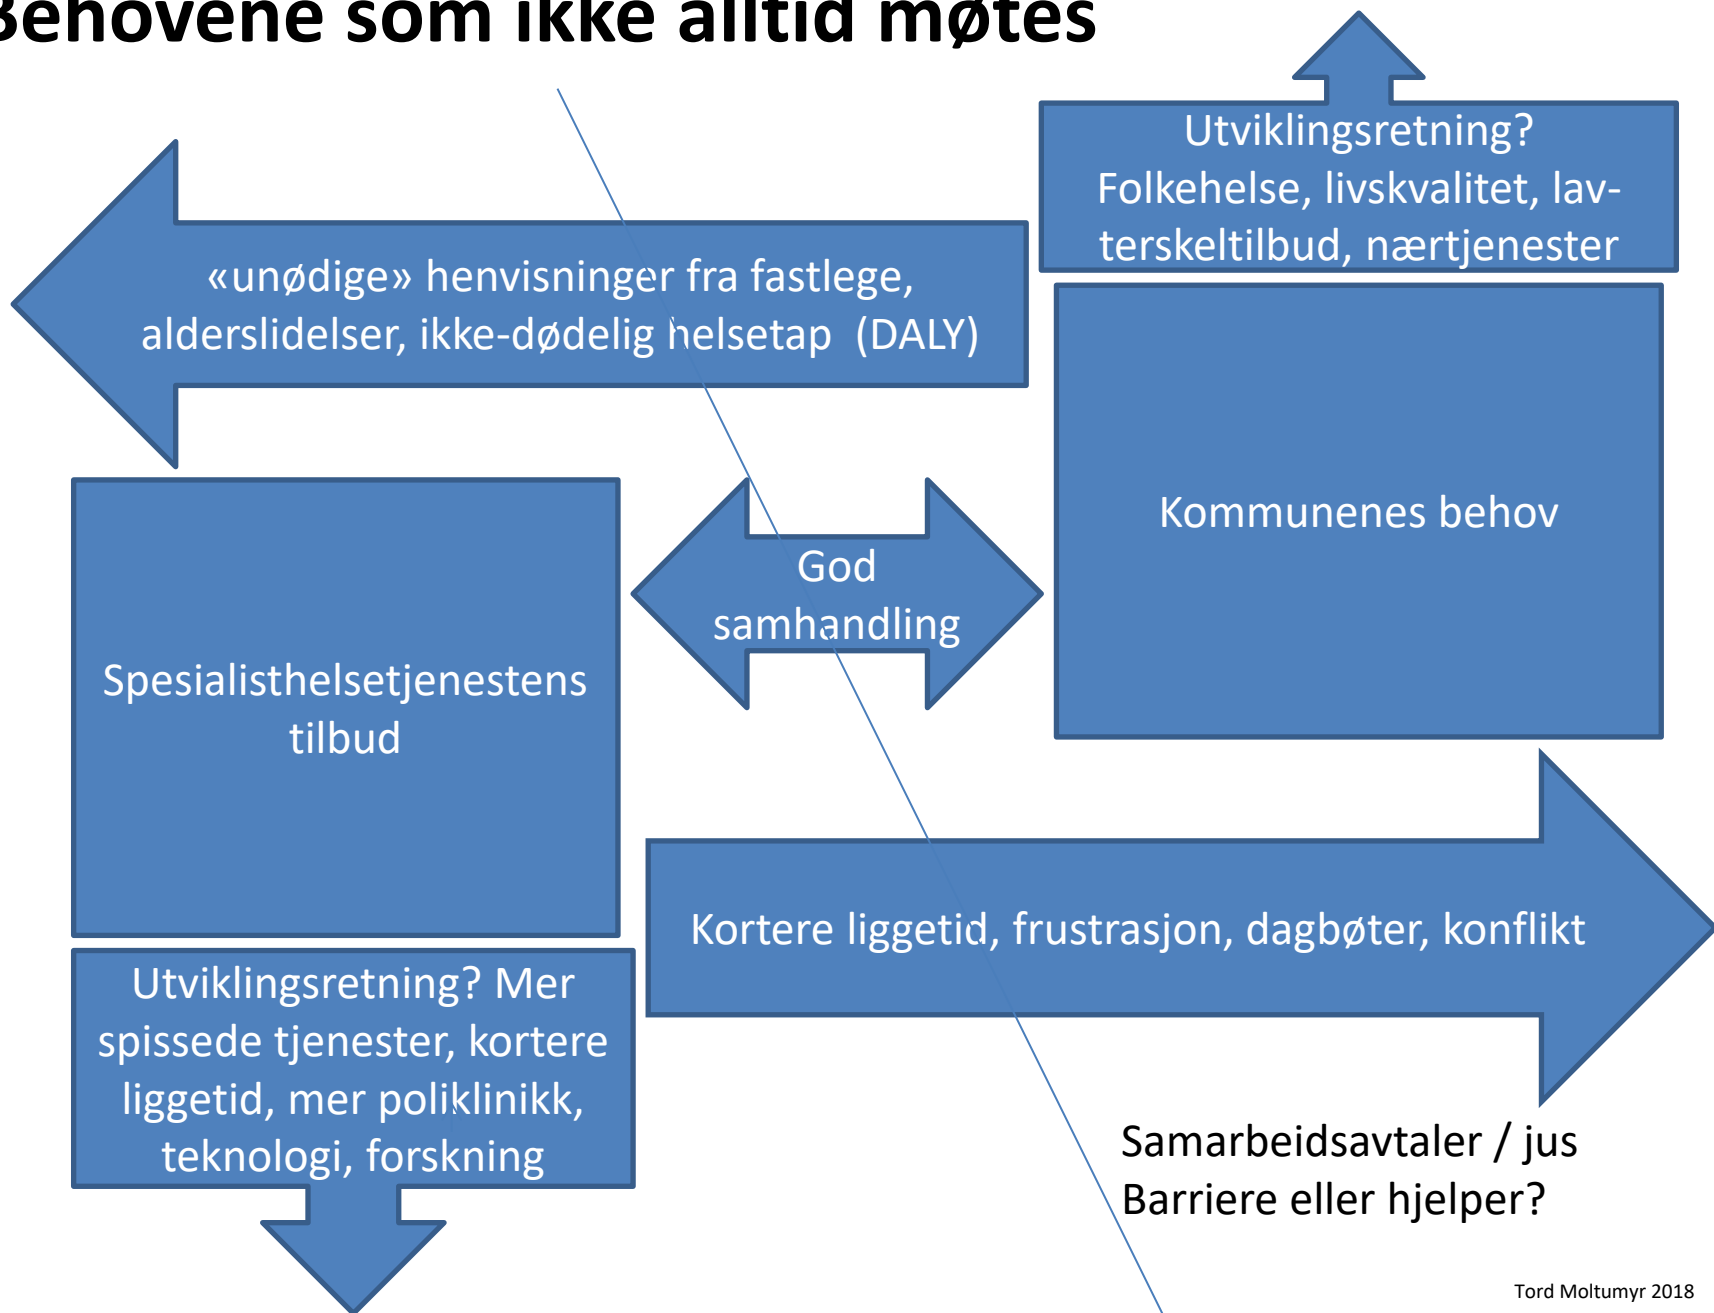 Behovene som ikke alltid møtes
Utviklingsretning?
Folkehelse, livskvalitet, lav-
terskeltilbud, nærtjenester
«unødige» henvisninger fra fastlege,
alderslidelser, ikke-dødelig helsetap (DALY)
Kommunenes behov
God
samhandling
Spesialisthelsetjenestens
tilbud
Kortere liggetid, frustrasjon, dagbøter, konflikt
Utviklingsretning? Mer
spissede tjenester, kortere
liggetid, mer poliklinikk,
teknologi, forskning
Samarbeidsavtaler / jus
Barriere eller hjelper?
Tord Moltumyr 2018